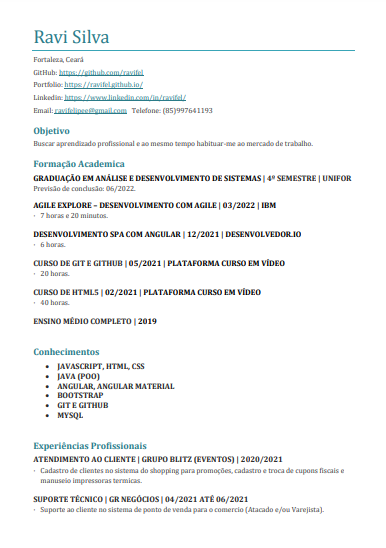 Ravi Silva
Fortaleza, Ceará
GitHub: https://github.com/ravifel
Portfolio: https://ravifel.github.io/
Linkedin: https://www.linkedin.com/in/ravifel/
Email: ravifelipee@gmail.com Telefone: (85)997641193
Objetivo
Buscar aprendizado profissional e ao mesmo tempo habituar-me ao mercado de trabalho.
Formação Academica
GRADUAÇÃO EM ANÁLISE E DESENVOLVIMENTO DE SISTEMAS | 4º SEMESTRE | UNIFOR
Previsão de conclusão: 06/2022.
AGILE EXPLORE – DESENVOLVIMENTO COM AGILE | 03/2022 | IBM
· 7 horas e 20 minutos.
DESENVOLVIMENTO SPA COM ANGULAR | 12/2021 | DESENVOLVEDOR.IO
· 6 horas.
CURSO DE GIT E GITHUB | 05/2021 | PLATAFORMA CURSO EM VÍDEO
· 20 horas.
CURSO DE HTML5 | 02/2021 | PLATAFORMA CURSO EM VÍDEO
· 40 horas.
ENSINO MÉDIO COMPLETO | 2019
Conhecimentos
• JAVASCRIPT, HTML, CSS
• JAVA (POO)
• ANGULAR, ANGULAR MATERIAL
• BOOTSTRAP
• GIT E GITHUB
• MYSQL
Experiências Profissionais
ATENDIMENTO AO CLIENTE | GRUPO BLITZ (EVENTOS) | 2020/2021
· Cadastro de clientes no sistema do shopping para promoções, cadastro e troca de cupons fiscais e
manuseio impressoras termicas.
SUPORTE TÉCNICO | GR NEGÓCIOS | 04/2021 ATÉ 06/2021
· Suporte ao cliente no sistema de ponto de venda para o comercio (Atacado e/ou Varejista).